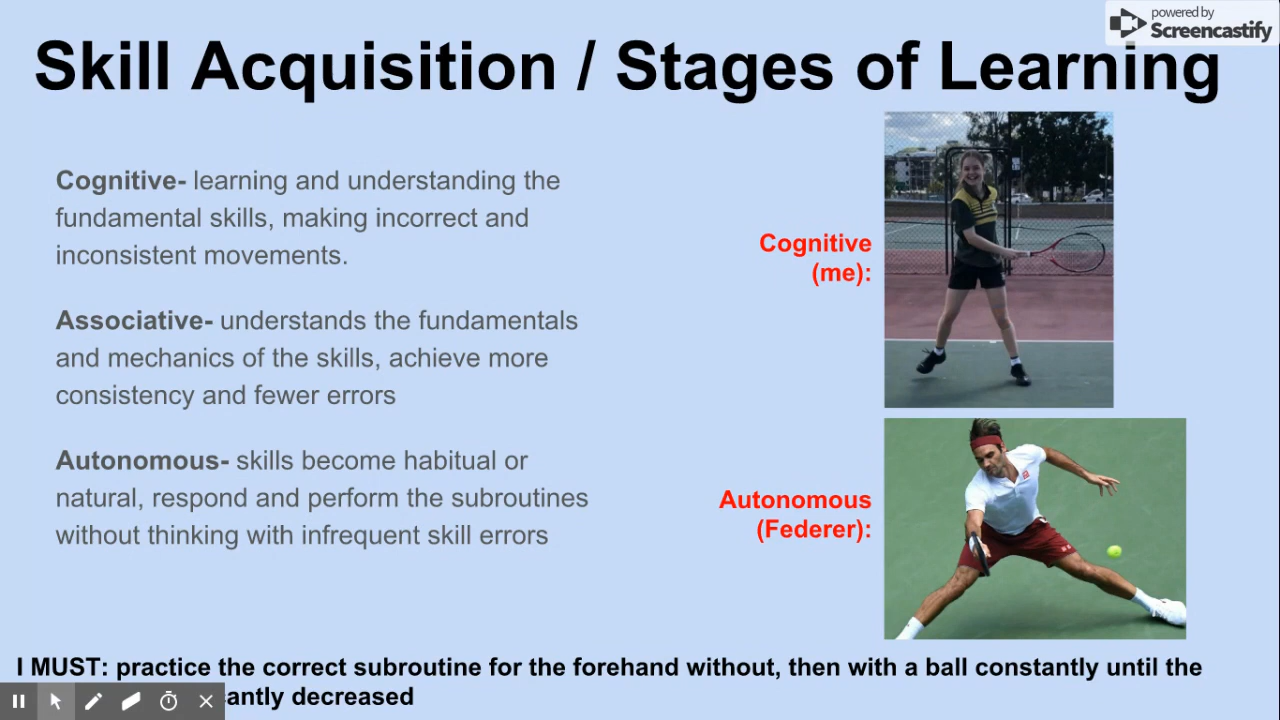 powered by
Screencastify
Skill Acquisition / Stages of Learning
Cognitive- learning and understanding the
fundamental skills, making incorrect and
inconsistent movements.
Associative- understands the fundamentals
and mechanics of the skills, achieve more
consistency and fewer errors
Autonomous- skills become habitual or
natural, respond and perform the subroutines
without thinking with infrequent skill errors
Cognitive
(me):
Autonomous
(Federer):
I MUST: practice the correct subroutine for the forehand without, then with a ball constantly until the
decreased